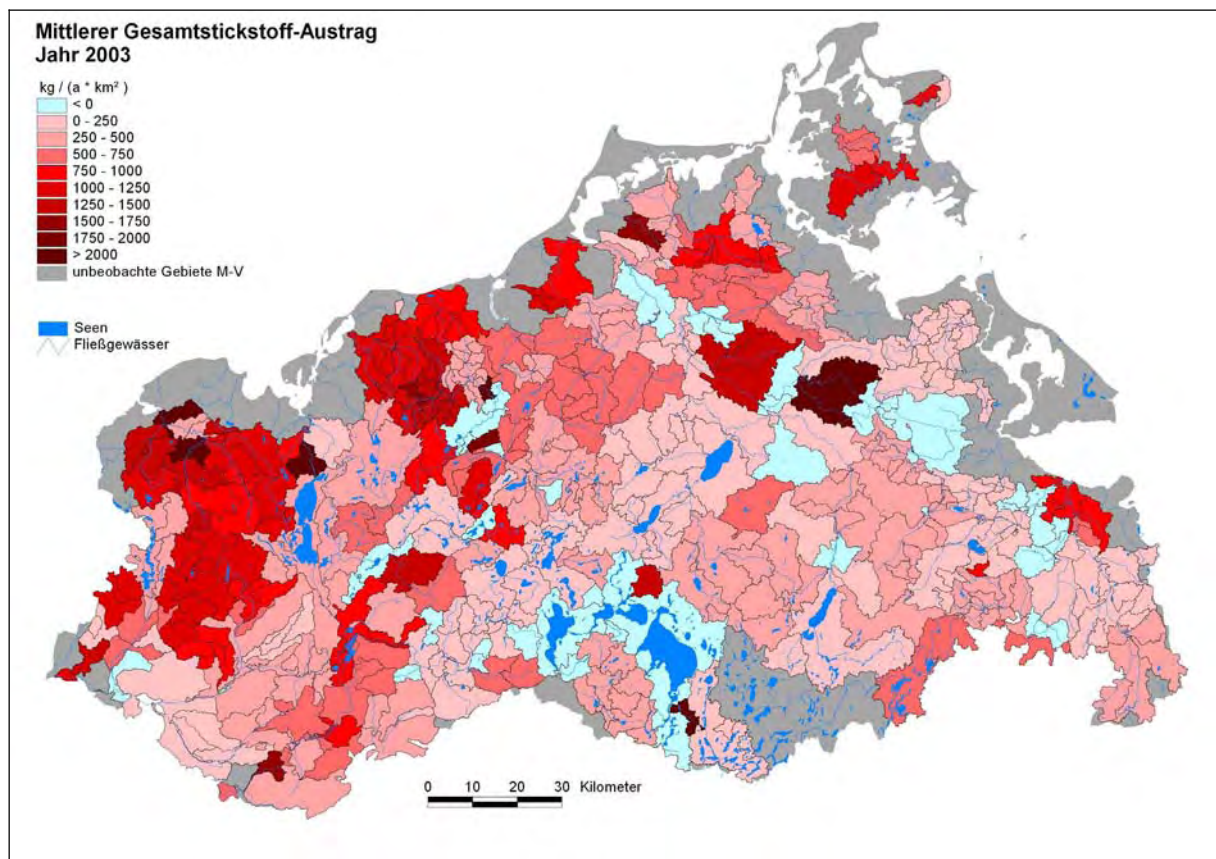 Mittlerer Gesamtstickstoff-Austrag
Jahr 2003
kg / (a * km² )
< 0
0 - 250
250 - 500
500 - 750
750 - 1000
1000 - 1250
1250 - 1500
1500 - 1750
1750 - 2000
> 2000
unbeobachte Gebiete M-V
Seen
Fließgewässer
0 10 20 30 Kilometer